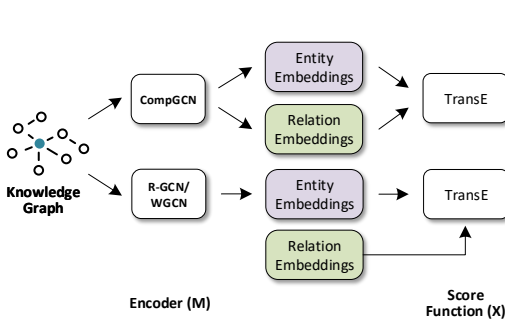 Entity
Embeddings
CompGCN
TransE
Relation
Embeddings
Knowledge
Graph
R-GCN/
WGCN
Entity
Embeddings
TransE
Relation
Embeddings
Encoder (M)
Score
Function (X)